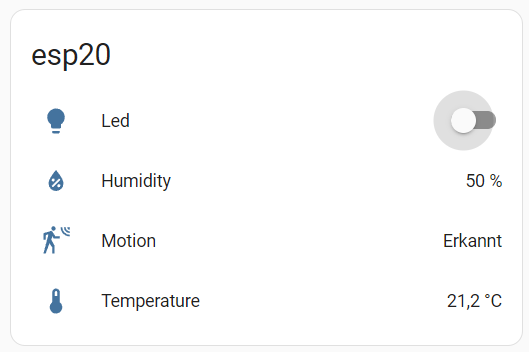 esp20
Led
Humidity 50 %
Motion Erkannt
Temperature 21,2 °C